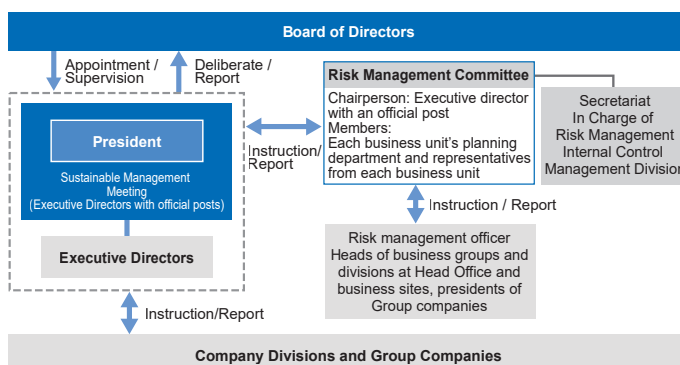 Board of Directors
Appointment /
Supervision
Deliberate /
Report
President
Sustainable Management
Meeting
(Executive Directors with official posts)
Executive Directors
Instruction/
Report
Risk Management Committee
Chairperson: Executive director
with an official post
Members:
Each business unit's planning
department and representatives
from each business unit
Secretariat
In Charge of
Risk Management
Internal Control
Management Division
Instruction / Report
Risk management officer
Heads of business groups and
divisions at Head Office and
business sites, presidents of
Group companies
Instruction/Report
Company Divisions and Group Companies